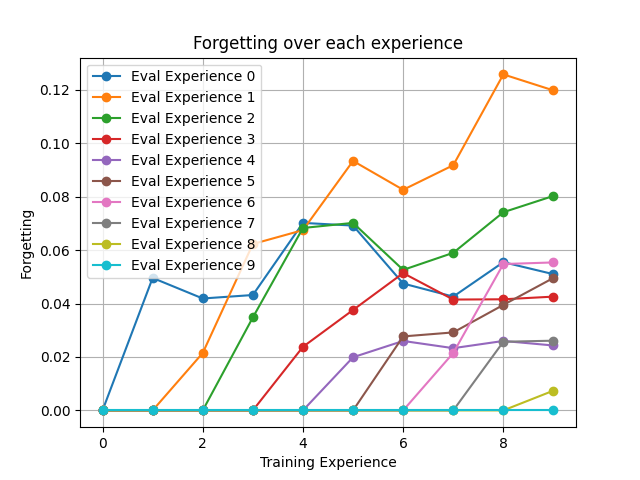 Forgetting over each experience
Eval Experience 0
Eval Experience 1
Eval Experience 2
Eval Experience 3
Eval Experience 4
Eval Experience 5
Eval Experience 6
Eval Experience 7
Eval Experience 8
Eval Experience 9
0.12
0.10
0.08
0.06
0.04
0.02
0.00
Forgetting
0 2 4 6 8
Training Experience